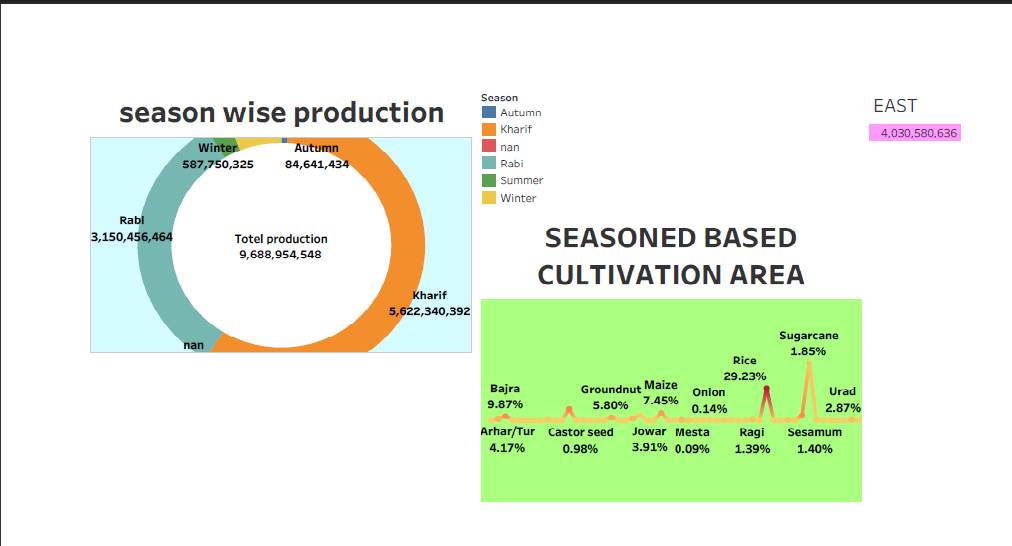 season wise production
Winter
587,750,325
Autumn
84,641,434
Rabi
3,150,456,464
Totel production
9,688,954,548
Kharif
5,622,340,392
nan
Season
Autumn
Kharif
nan
Rabi
Summer
Winter
EAST
4,030,580,636
SEASONED BASED
CULTIVATION AREA
Sugarcane
1.85%
Rice
29.23%
Bajra
9.87%
Groundnut
5.80%
Maize
7.45%
Onion
0.14%
Urad
2.87%
Arhar/Tur
4.17%
Castor seed
0.98%
Jowar
3.91%
Mesta
0.09%
Ragi
1.39%
Sesamum
1.40%